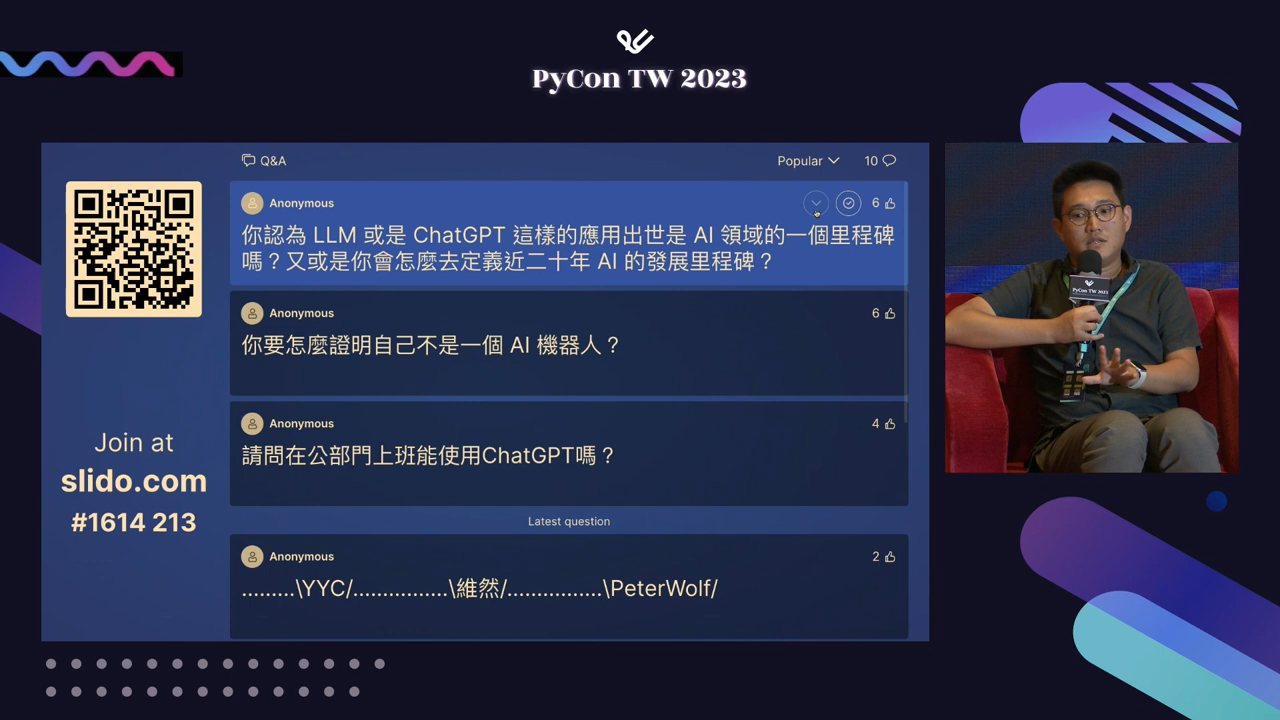 PyCon TW 2023
Q&A
Popular
10
Anonymous
6
你認為 LLM 或是 ChatGPT 這樣的應用出世是 AI 領域的一個里程碑
嗎？又或是你會怎麼去定義近二十年 AI 的發展里程碑？
Anonymous
6
你要怎麼證明自己不是一個 AI 機器人？
Anonymous
4
請問在公部門上班能使用ChatGPT嗎？
Latest question
Anonymous
2
.........\YYC/................\維然/................\PeterWolf/
Join at
slido.com
#1614 213
PyCon TW 2023